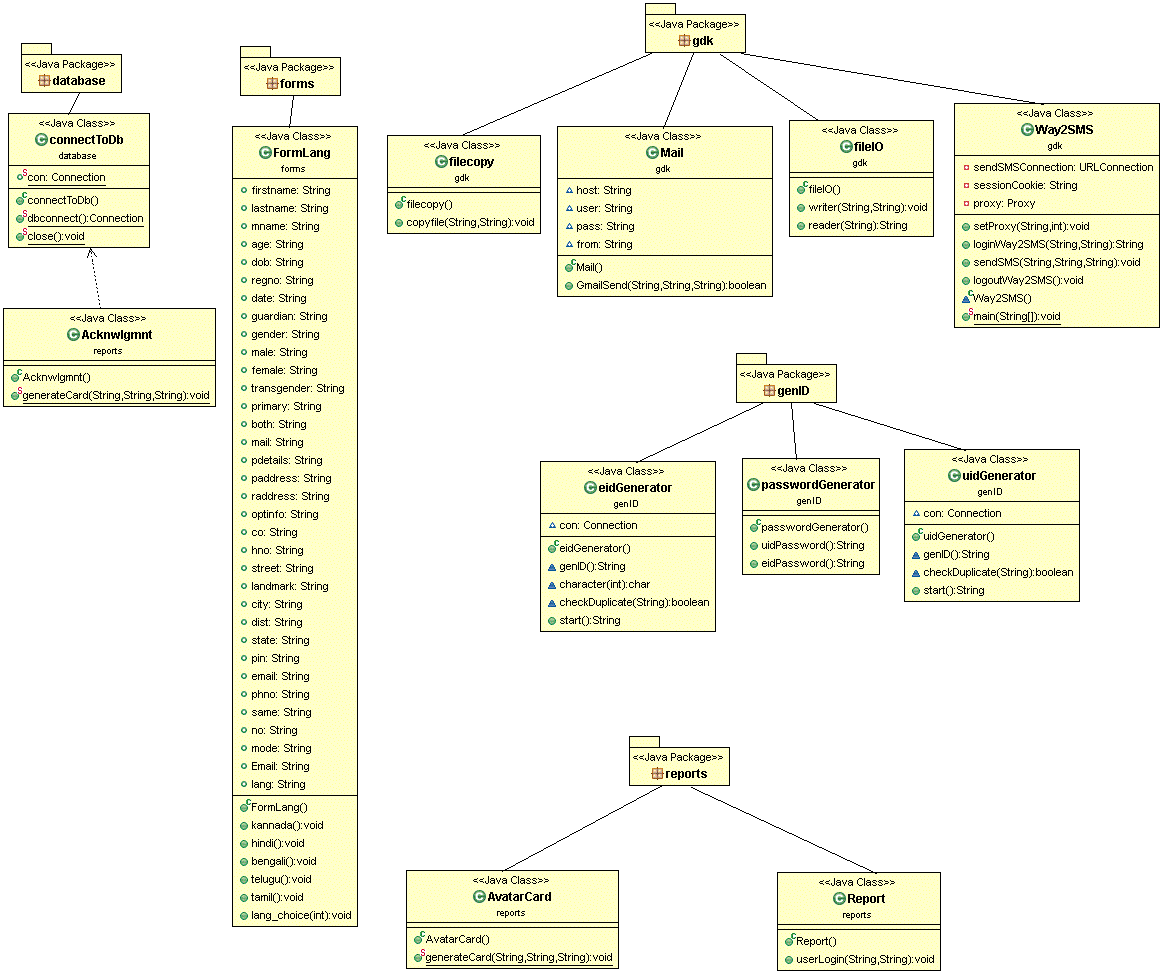 <<Java Package>>
database
<<Java Class>>
connectToDb
database
con: Connection
connectToDb()
dbconnect():Connection
close():void
<<Java Class>>
Acknwlgmnt
reports
Acknwlgmnt()
generateCard(String,String,String):void
<<Java Package>>
forms
<<Java Class>>
FormLang
forms
firstname: String
lastname: String
mname: String
age: String
dob: String
regno: String
date: String
guardian: String
gender: String
male: String
female: String
transgender: String
primary: String
both: String
mail: String
pdetails: String
paddress: String
raddress: String
optinfo: String
co: String
hno: String
street: String
landmark: String
city: String
dist: String
state: String
pin: String
email: String
phno: String
same: String
no: String
mode: String
Email: String
lang: String
FormLang()
kannada():void
hindi():void
bengali():void
telugu():void
tamil():void
lang_choice(int):void
<<Java Package>>
gdk
<<Java Class>>
filecopy
gdk
filecopy()
copyfile(String,String):void
<<Java Class>>
Mail
gdk
host: String
user: String
pass: String
from: String
Mail()
GmailSend(String,String,String):boolean
<<Java Class>>
fileIO
gdk
fileIO()
writer(String,String):void
reader(String):String
<<Java Class>>
Way2SMS
gdk
sendSMSConnection: URLConnection
sessionCookie: String
proxy: Proxy
setProxy(String,int):void
loginWay2SMS(String,String):String
sendSMS(String,String,String):void
logoutWay2SMS():void
Way2SMS()
main(String[]):void
<<Java Package>>
genID
<<Java Class>>
eidGenerator
genID
con: Connection
eidGenerator()
genID():String
character(int):char
checkDuplicate(String):boolean
start():String
<<Java Class>>
passwordGenerator
genID
passwordGenerator()
uidPassword():String
eidPassword():String
<<Java Class>>
uidGenerator
genID
con: Connection
uidGenerator()
genID():String
checkDuplicate(String):boolean
start():String
<<Java Package>>
reports
<<Java Class>>
AvatarCard
reports
AvatarCard()
generateCard(String,String,String):void
<<Java Class>>
Report
reports
Report()
userLogin(String,String):void